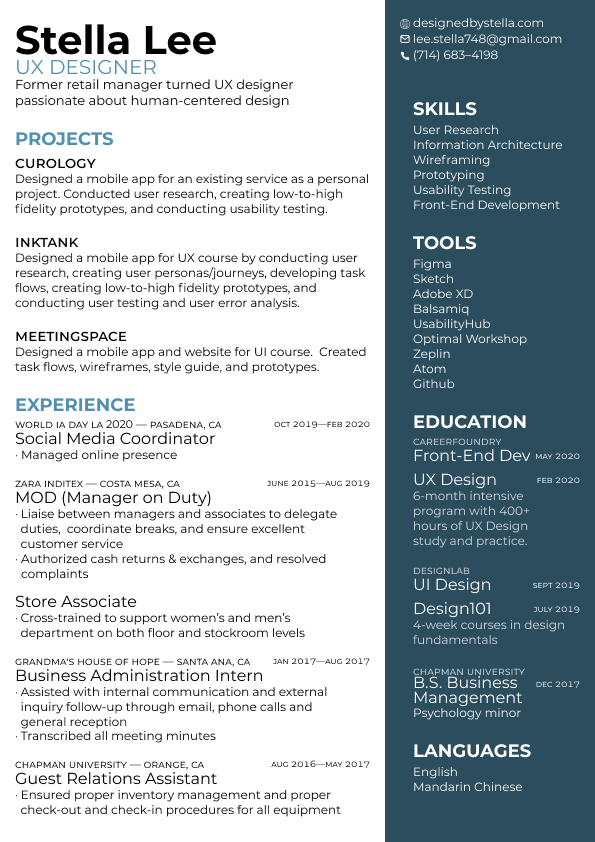 Stella Lee
UX DESIGNER
Former retail manager turned UX designer
passionate about human-centered design
PROJECTS
CUROLOGY
Designed a mobile app for an existing service as a personal
project. Conducted user research, creating low-to-high
fidelity prototypes, and conducting usability testing.
INKTANK
Designed a mobile app for UX course by conducting user
research, creating user personas/journeys, developing task
flows, creating low-to-high fidelity prototypes, and
conducting user testing and user error analysis.
MEETINGSPACE
Designed a mobile app and website for UI course.  Created
task flows, wireframes, style guide, and prototypes.
EXPERIENCE
WORLD IA DAY LA 2020 — PASADENA, CA OCT 2019—FEB 2020
Social Media Coordinator
· Managed online presence
ZARA INDITEX — COSTA MESA, CA JUNE 2015—AUG 2019
MOD (Manager on Duty)
· Liaise between managers and associates to delegate
duties,  coordinate breaks, and ensure excellent
customer service
· Authorized cash returns & exchanges, and resolved
complaints
Store Associate
· Cross-trained to support women's and men's
department on both floor and stockroom levels
GRANDMA'S HOUSE OF HOPE — SANTA ANA, CA JAN 2017—AUG 2017
Business Administration Intern
· Assisted with internal communication and external
inquiry follow-up through email, phone calls and
general reception
· Transcribed all meeting minutes
CHAPMAN UNIVERSITY — ORANGE, CA AUG 2016—MAY 2017
Guest Relations Assistant
· Ensured proper inventory management and proper
check-out and check-in procedures for all equipment
designedbystella.com
lee.stella748@gmail.com
(714) 683–4198
SKILLS
User Research
Information Architecture
Wireframing
Prototyping
Usability Testing
Front-End Development
TOOLS
Figma
Sketch
Adobe XD
Balsamiq
UsabilityHub
Optimal Workshop
Zeplin
Atom
Github
EDUCATION
CAREERFOUNDRY
Front-End Dev MAY 2020
UX Design FEB 2020
6-month intensive
program with 400+
hours of UX Design
study and practice.
DESIGNLAB
UI Design SEPT 2019
Design101 JULY 2019
4-week courses in design
fundamentals
CHAPMAN UNIVERSITY
B.S. Business DEC 2017
Management
Psychology minor
LANGUAGES
English
Mandarin Chinese